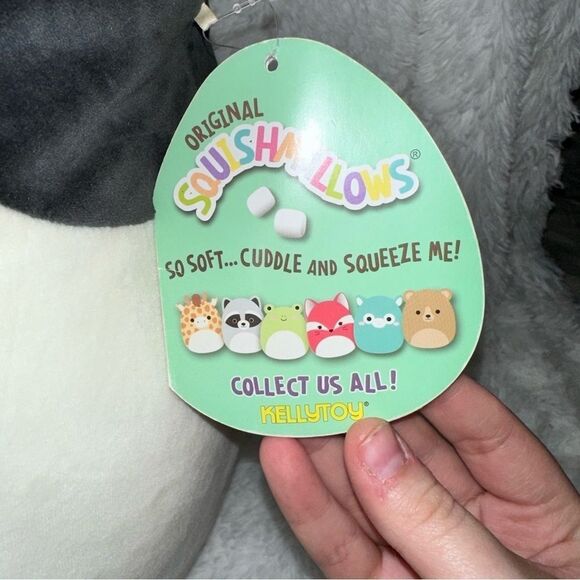 ORIGINAL
SQUISHMALLOWS®
SO SOFT... CUDDLE AND SQUEEZE ME!
COLLECT US ALL!
KELLYTOY®